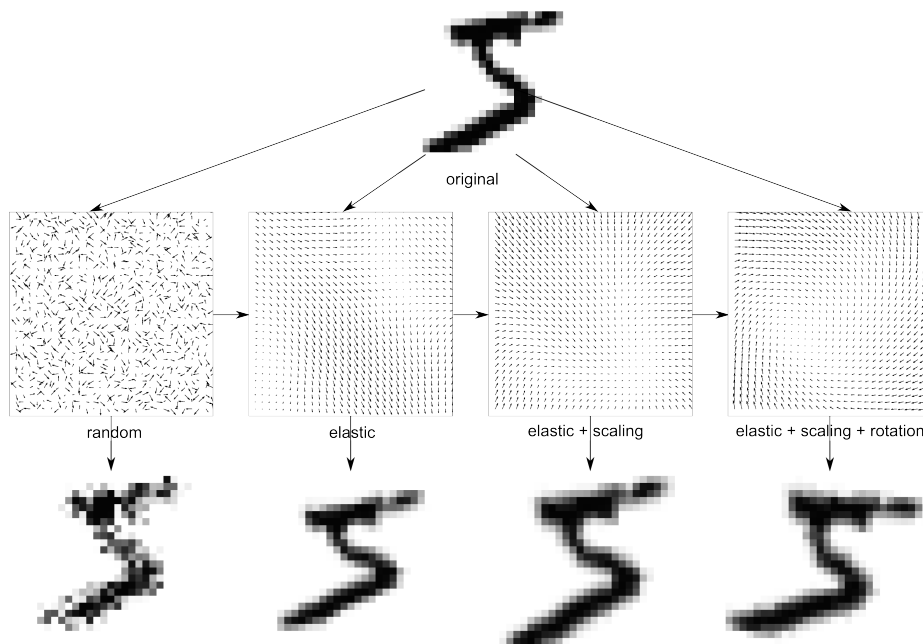 original
random
elastic
elastic + scaling
elastic + scaling + rotation